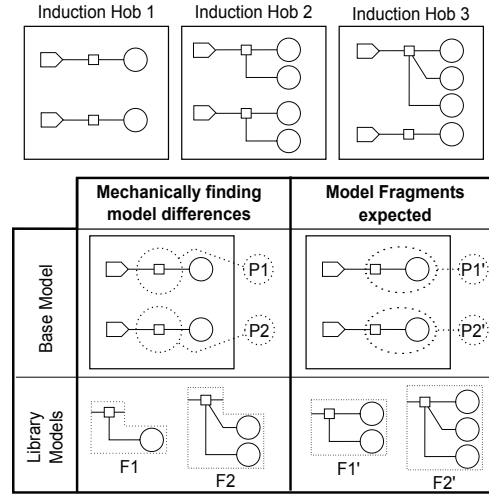 Induction Hob 1
Induction Hob 2
Induction Hob 3
Mechanically finding
model differences
Model Fragments
expected
Base Model
P1
P2
P1'
P2'
Library
Models
F1
F2
F1'
F2'